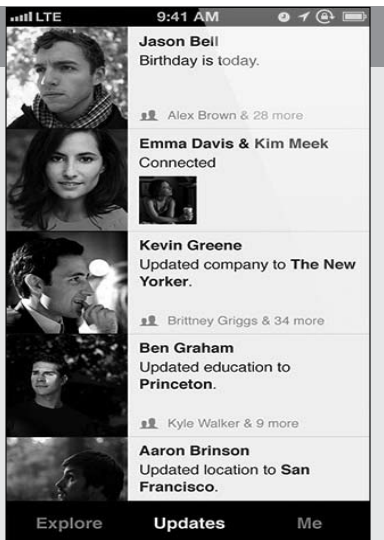 LTE 9:41 AM
Jason Beil
Birthday is today.
Alex Brown & 28 more
Emma Davis & Kim Meek
Connected
Kevin Greene
Updated company to The New
Yorker.
Brittney Griggs & 34 more
Ben Graham
Updated education to
Princeton.
Kyle Walker & 9 more
Aaron Brinson
Updated location to San
Francisco.
Explore Updates Me